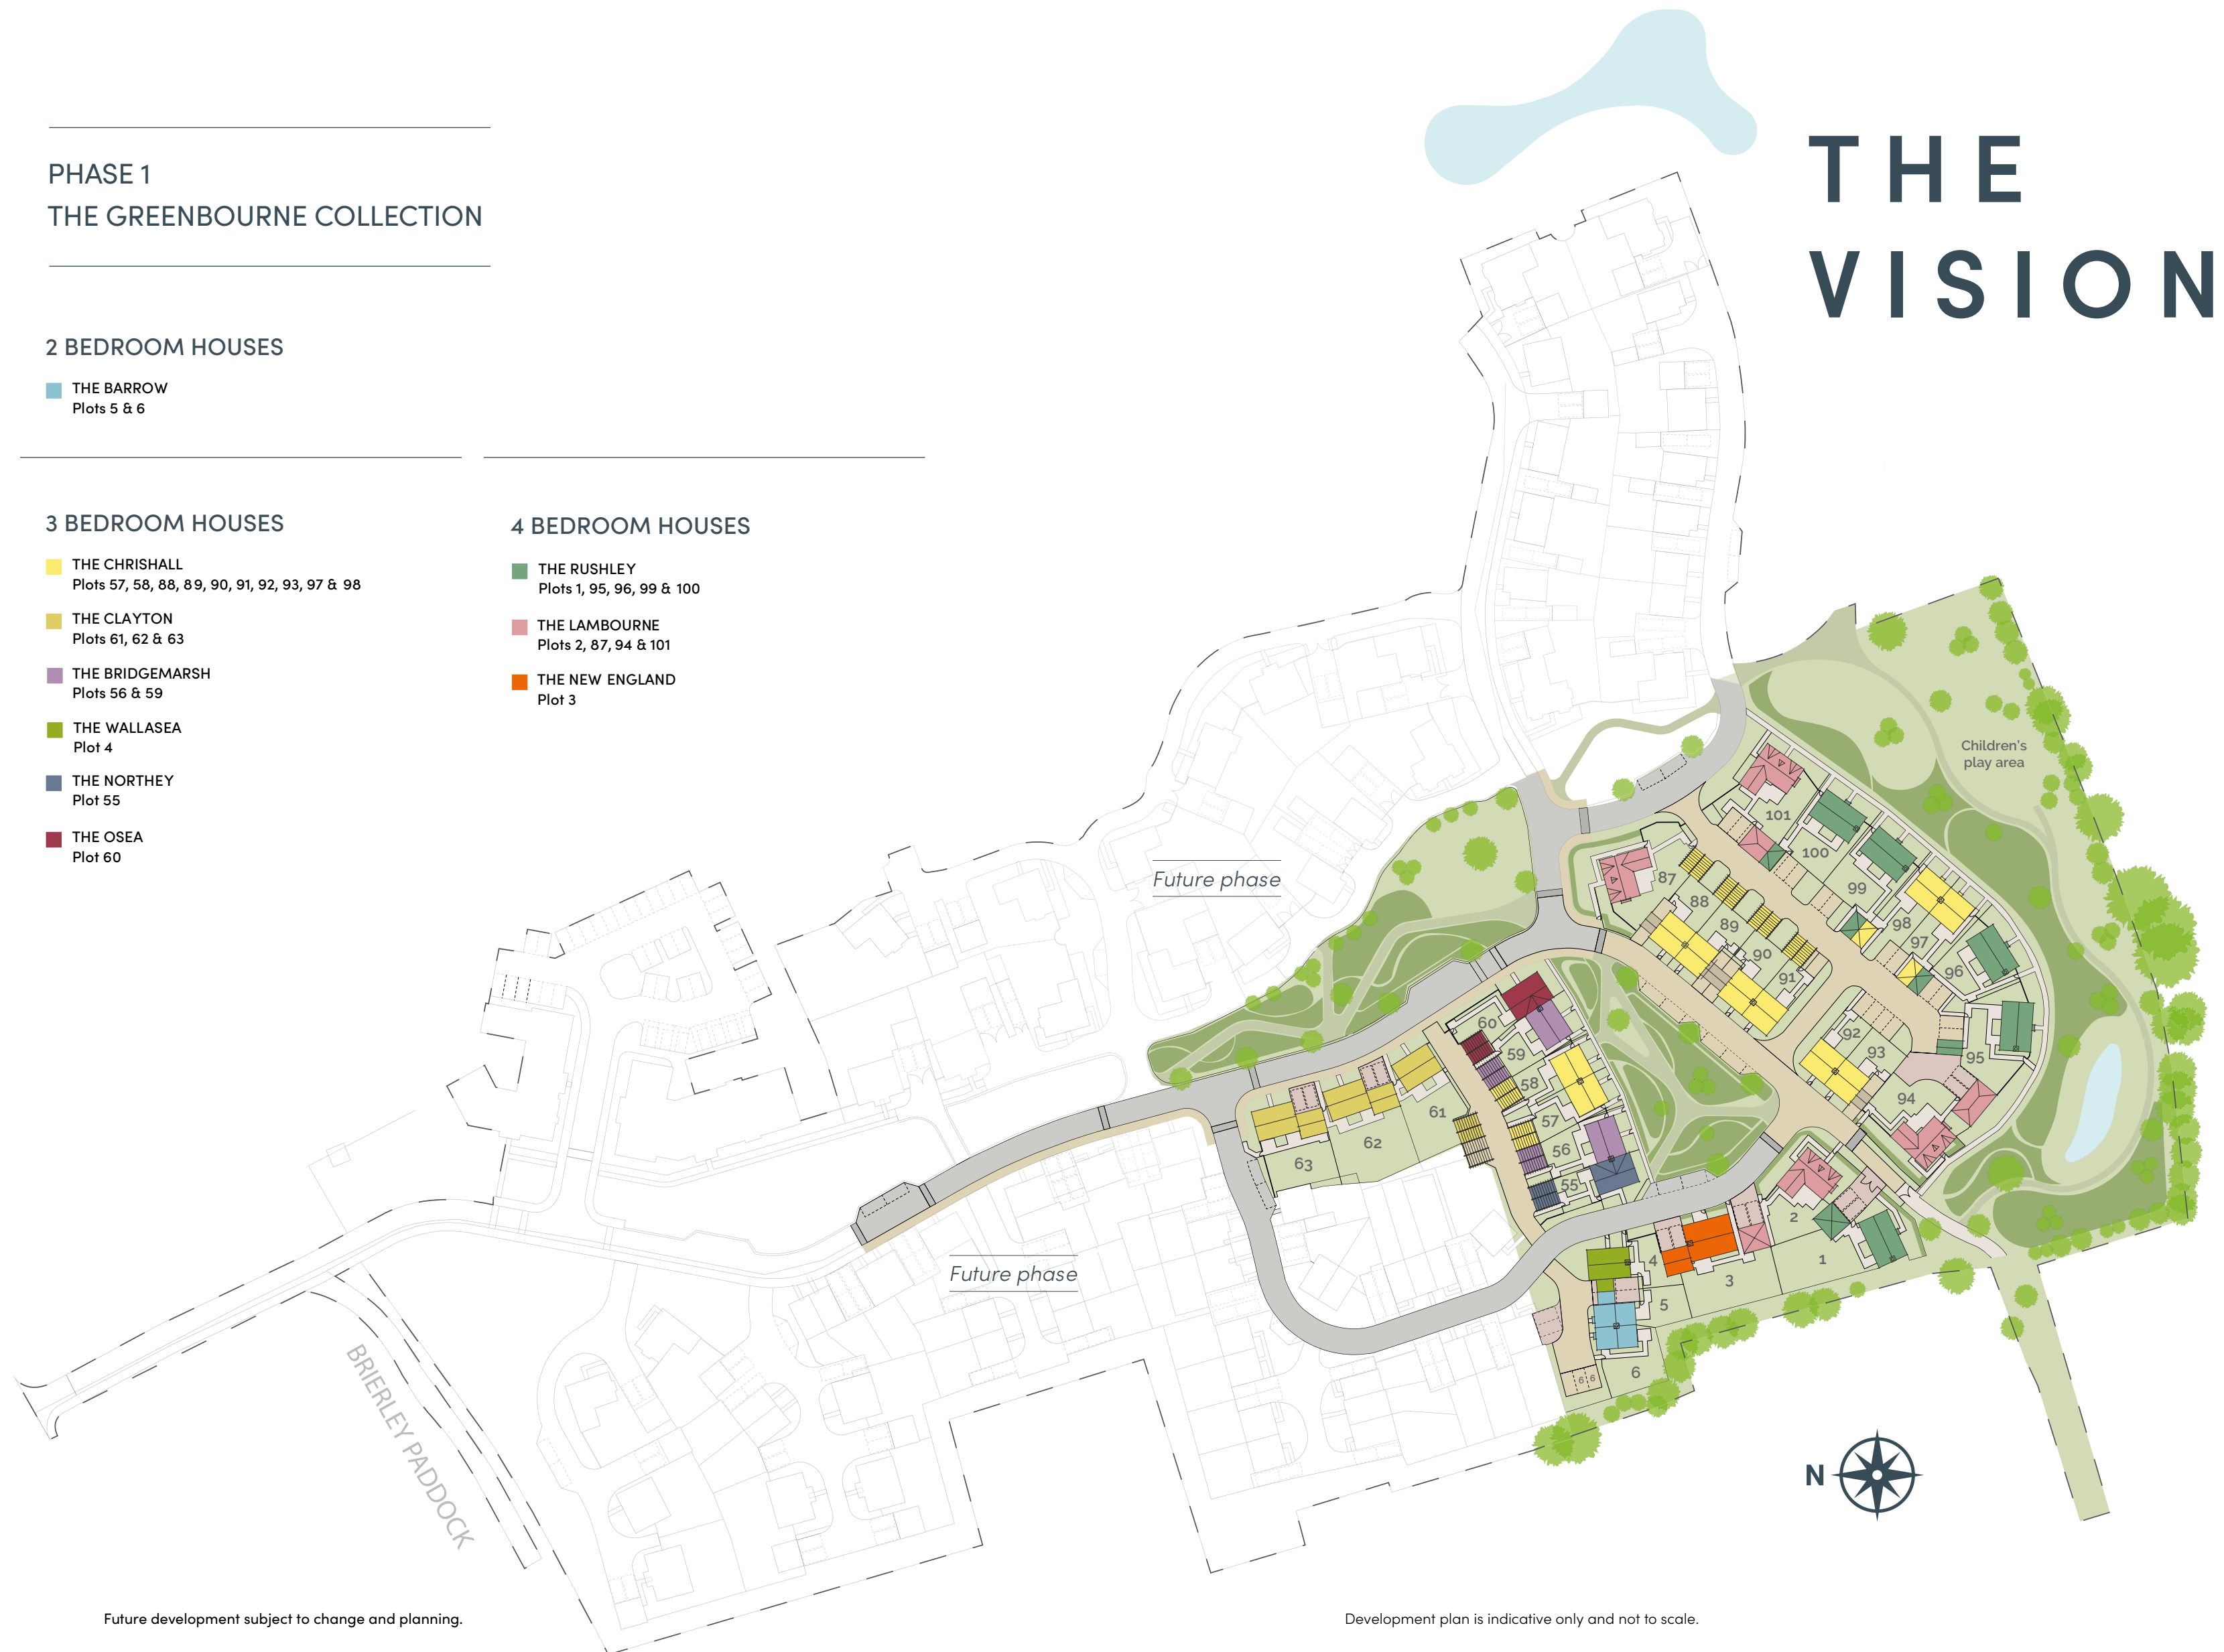 THE
VISION
PHASE 1
THE GREENBOURNE COLLECTION
2 BEDROOM HOUSES
THE BARROW
Plots 5 & 6
3 BEDROOM HOUSES
THE CHRISHALL
Plots 57, 58, 88, 89, 90, 91, 92, 93, 97 & 98
THE CLAYTON
Plots 61, 62 & 63
THE BRIDGEMARSH
Plots 56 & 59
THE WALLASEA
Plot 4
THE NORTHEY
Plot 55
THE OSEA
Plot 60
4 BEDROOM HOUSES
THE RUSHLEY
Plots 1, 95, 96, 99 & 100
THE LAMBOURNE
Plots 2, 87, 94 & 101
THE NEW ENGLAND
Plot 3
Children's
play area
101
100
99
98
97
96
95
94
93
92
87
88
89
90
91
60
59
58
57
56
55
61
62
63
Future phase
Future phase
2
1
3
4
5
6
6 6
BRIERLEY PADDOCK
N
Future development subject to change and planning.
Development plan is indicative only and not to scale.